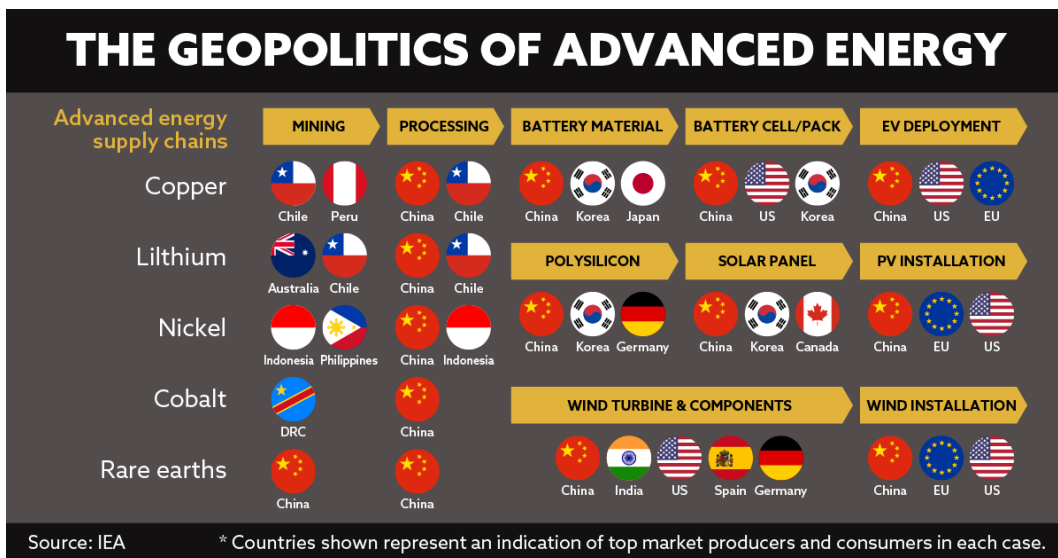 THE GEOPOLITICS OF ADVANCED ENERGY
Advanced energy
supply chains
MINING PROCESSING BATTERY MATERIAL BATTERY CELL/PACK EV DEPLOYMENT
Copper
Chile Peru China Chile China Korea Japan China US Korea China US EU
Lilthium
Australia Chile China Chile
POLYSILICON SOLAR PANEL PV INSTALLATION
Nickel
Indonesia Philippines China Indonesia China Korea Germany China Korea Canada China EU US
Cobalt
DRC China
WIND TURBINE & COMPONENTS WIND INSTALLATION
Rare earths
China China China India US Spain Germany China EU US
Source: IEA * Countries shown represent an indication of top market producers and consumers in each case.